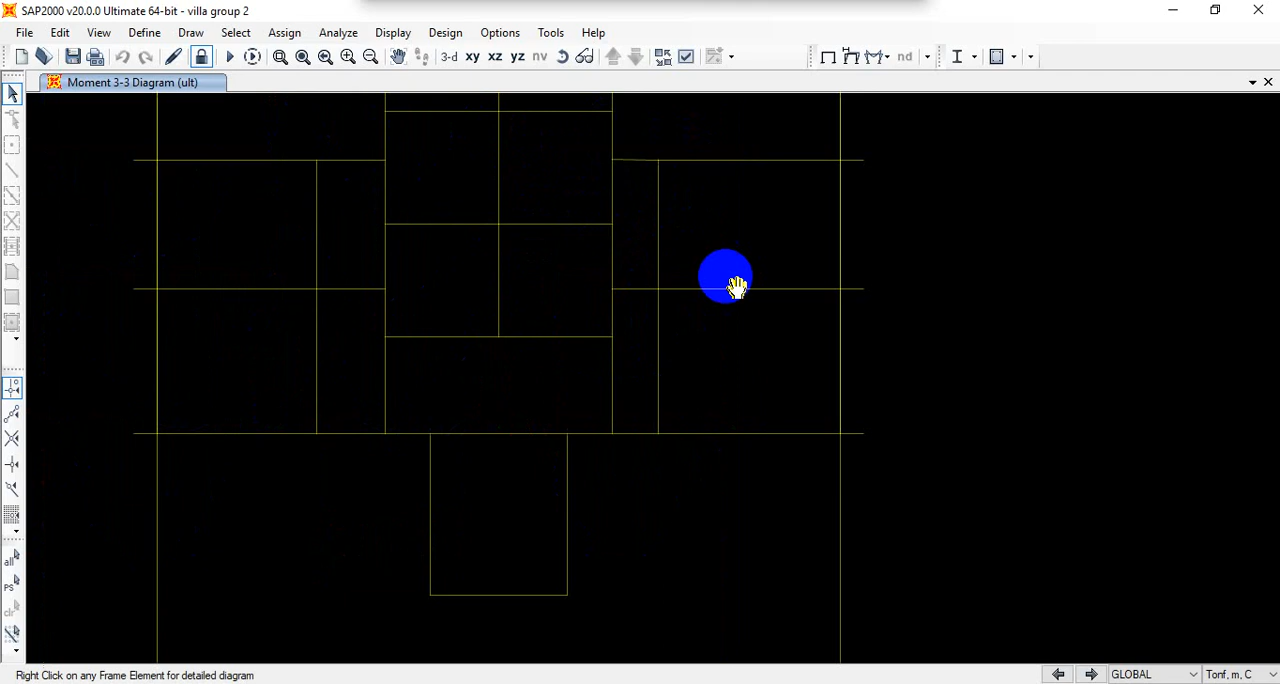 SAP2000 v20.0.0 Ultimate 64-bit - villa group 2
File Edit View Define Draw Select Assign Analyze Display Design Options Tools Help
3-d xy xz yz nv nd
Moment 3-3 Diagram (ult)
all
PS
clr
Right Click on any Frame Element for detailed diagram
GLOBAL
Tonf, m, C